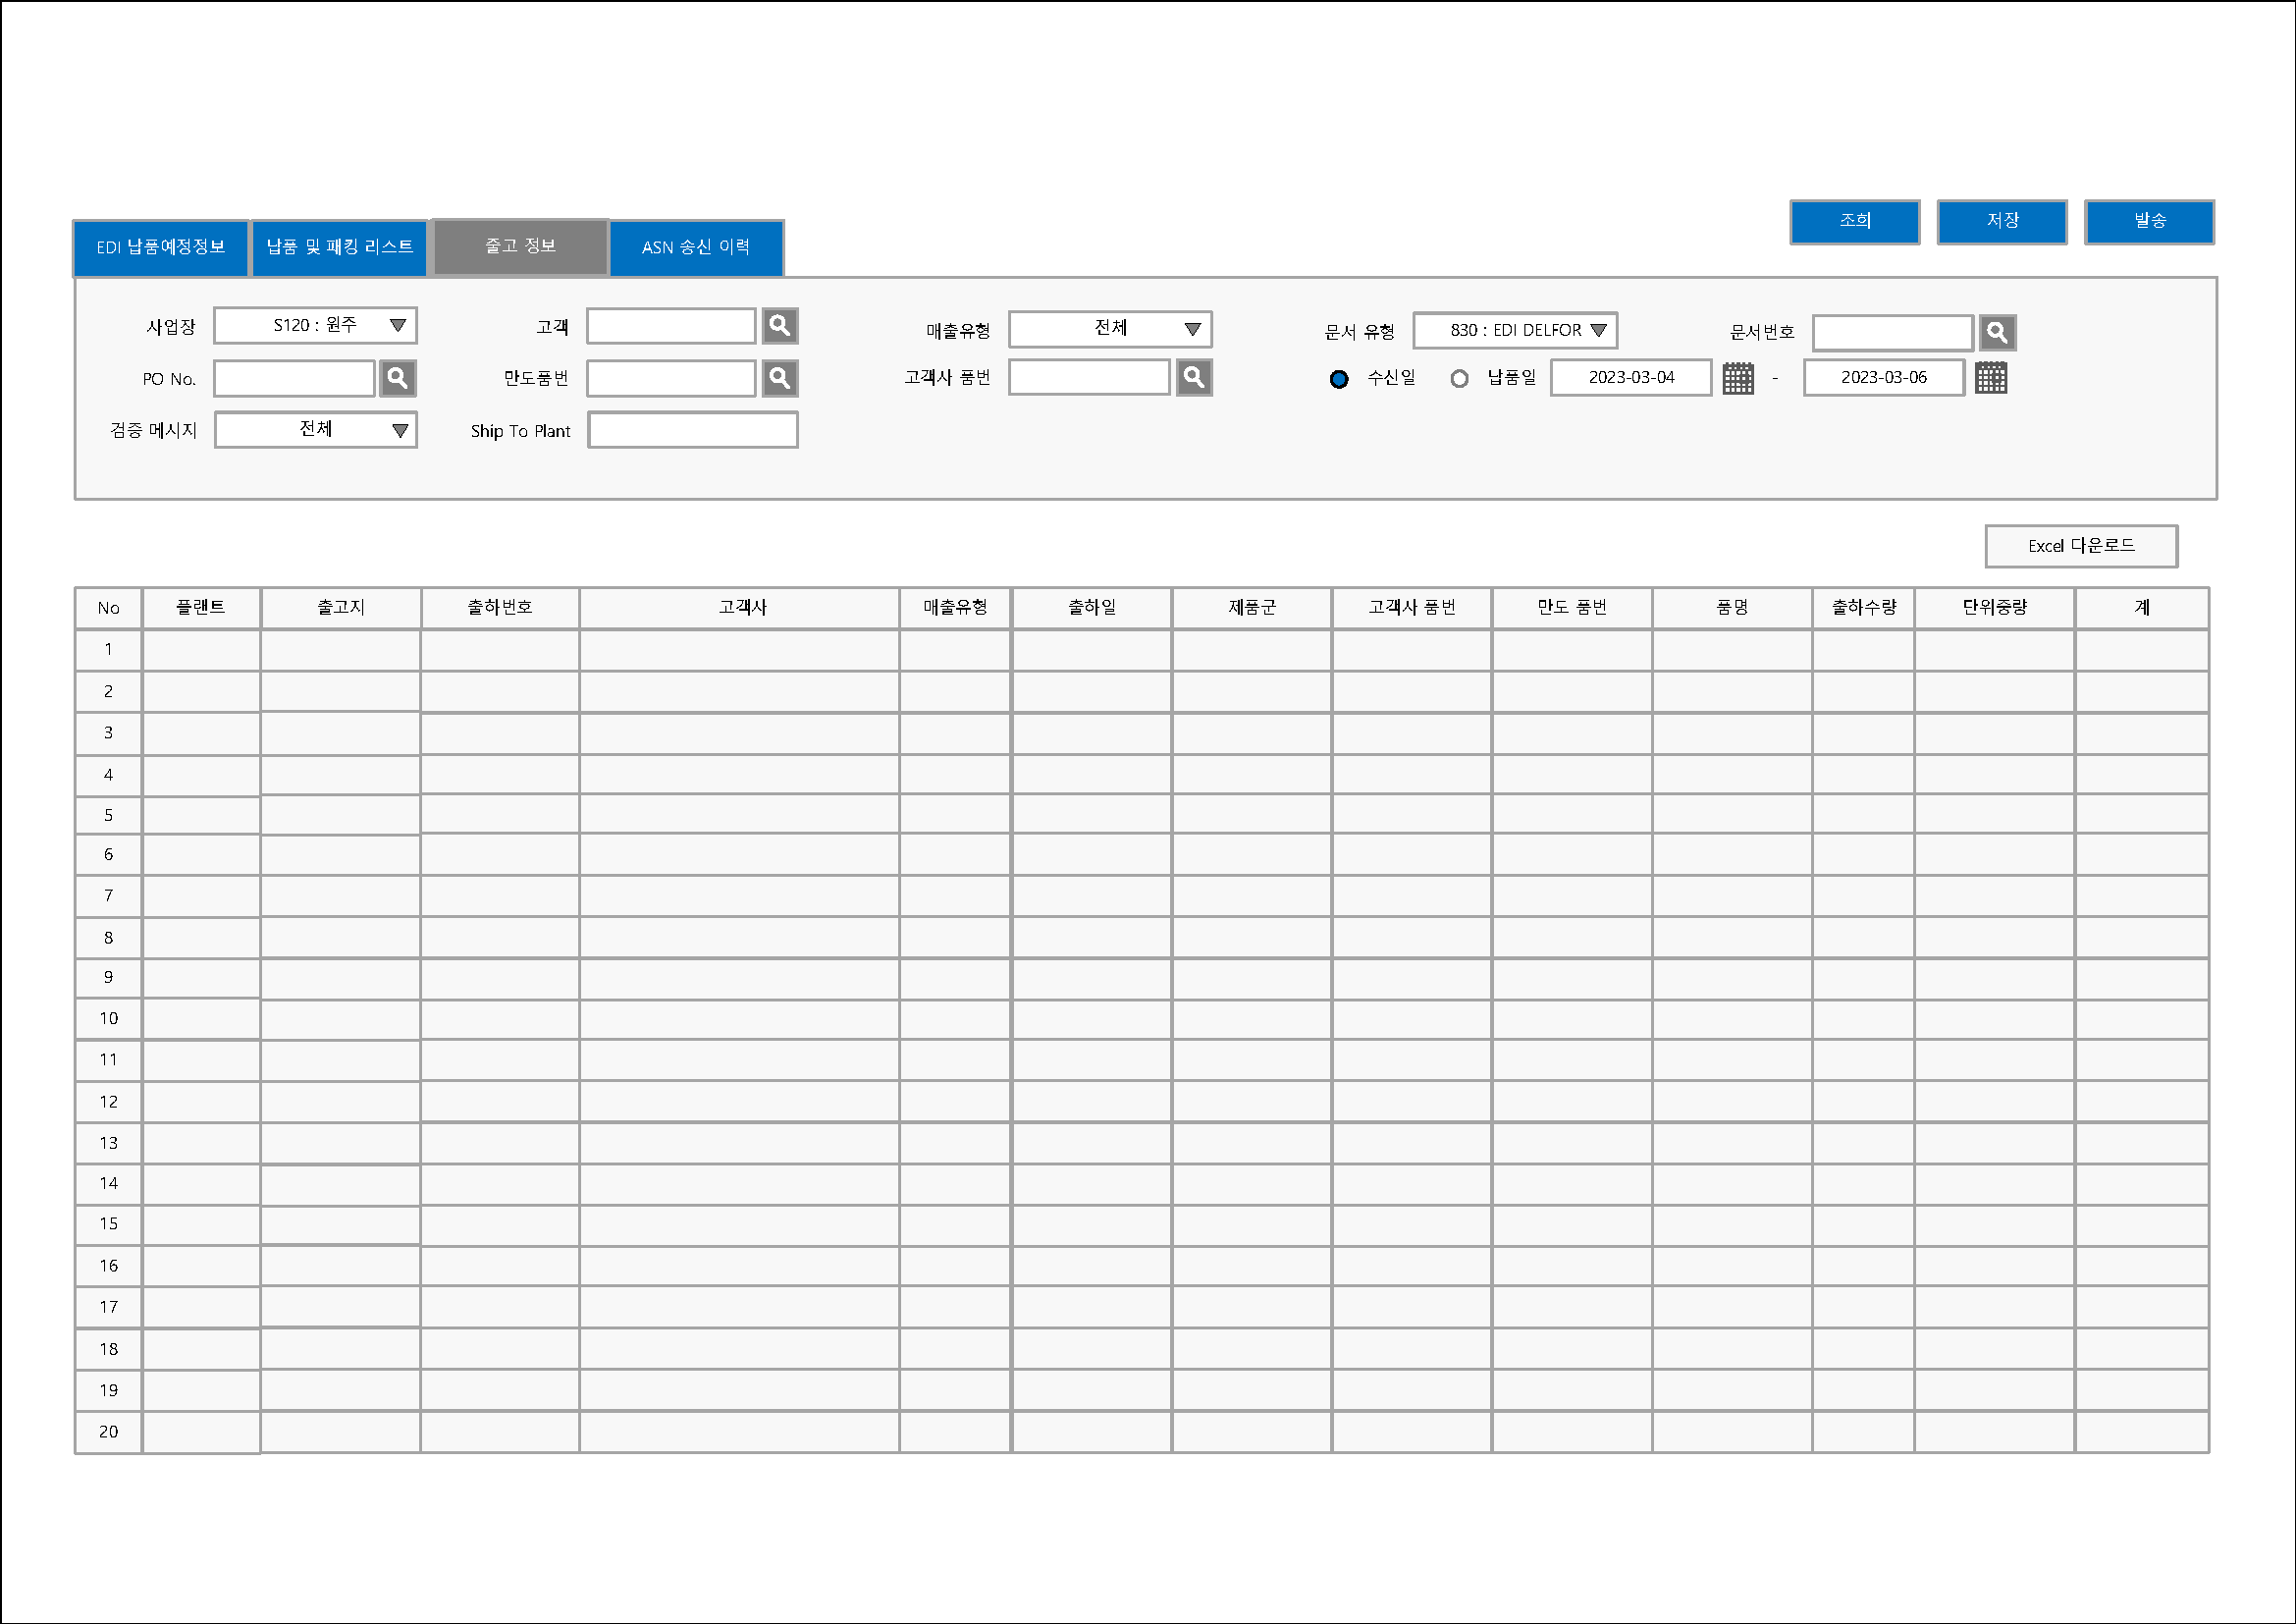 조회 저장 발송
EDI 납품예정정보 납품 및 패킹 리스트 출고 정보 ASN 송신 이력
사업장 S120 : 원주 고객 매출유형 전체 문서 유형 830 : EDI DELFOR 문서번호
PO No. 만도품번 고객사 품번 수신일 납품일 2023-03-04 - 2023-03-06
검증 메시지 전체 Ship To Plant
Excel 다운로드
No 플랜트 출고지 출하번호 고객사 매출유형 출하일 제품군 고객사 품번 만도 품번 품명 출하수량 단위중량 계
1
2
3
4
5
6
7
8
9
10
11
12
13
14
15
16
17
18
19
20